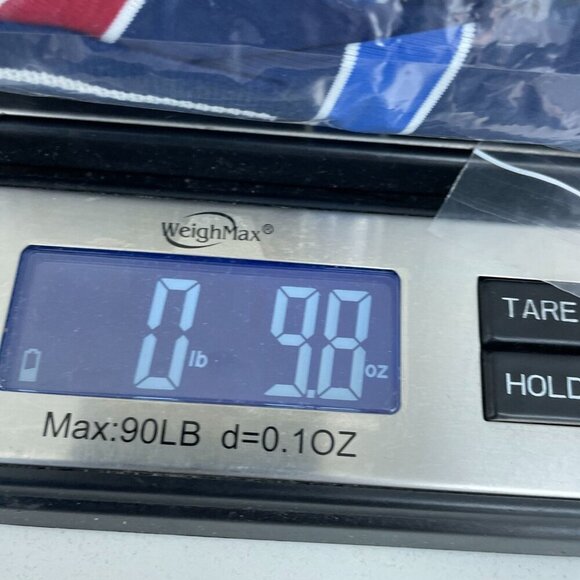 WeighMax®
0 lb 9.8 oz
TARE
HOLD
Max:90LB d=0.1OZ